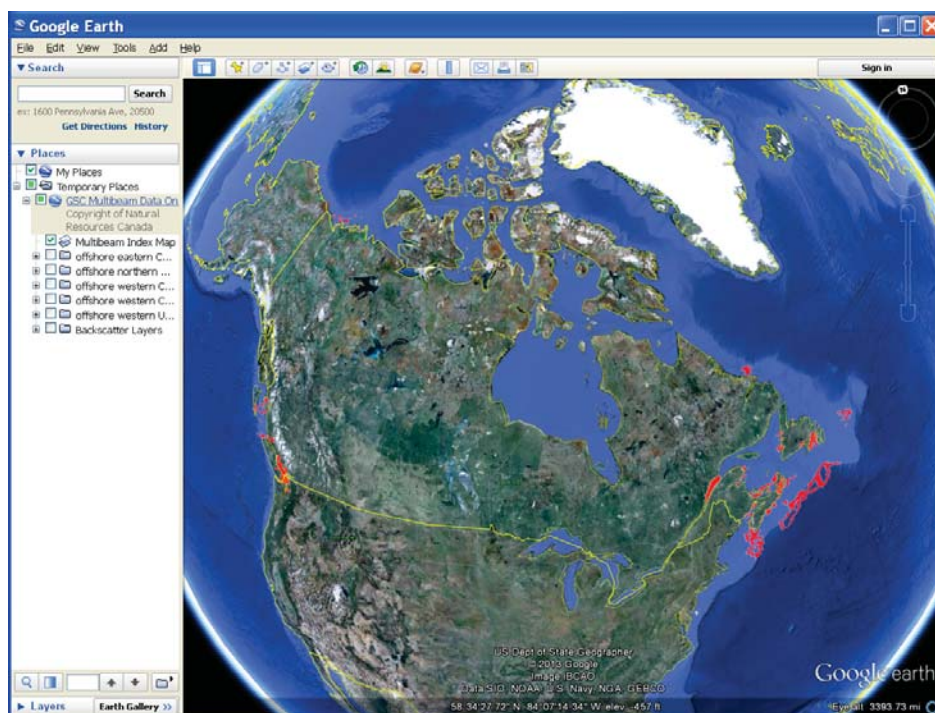 Google Earth
File Edit View Tools Add Help
Search
Sign in
Search
ex: 1600 Pennsylvania Ave, 20500
Get Directions History
Places
My Places
Temporary Places
GSC Multibeam Data On
Copyright of Natural
Resources Canada
Multibeam Index Map
offshore eastern C...
offshore northern ...
offshore western C...
offshore western C...
offshore western U...
Backscatter Layers
Layers
Earth Gallery >>
N
US Dept of State Geographer
© 2013 Google
Image IBCAO
Data SIO, NOAA, U.S. Navy, NGA, GEBCO
Google earth
58 34'27.72" N 84 07'14.34" W elev -457 ft
Eye alt 3393.73 mi